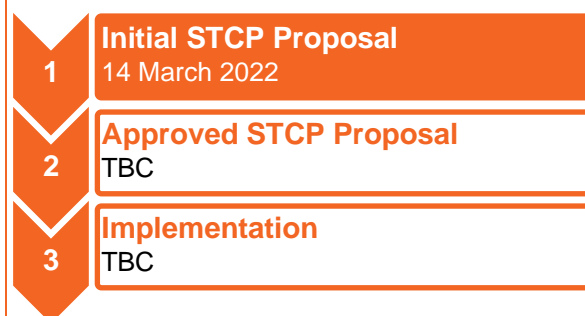 1
Initial STCP Proposal
14 March 2022
2
Approved STCP Proposal
TBC
3
Implementation
TBC